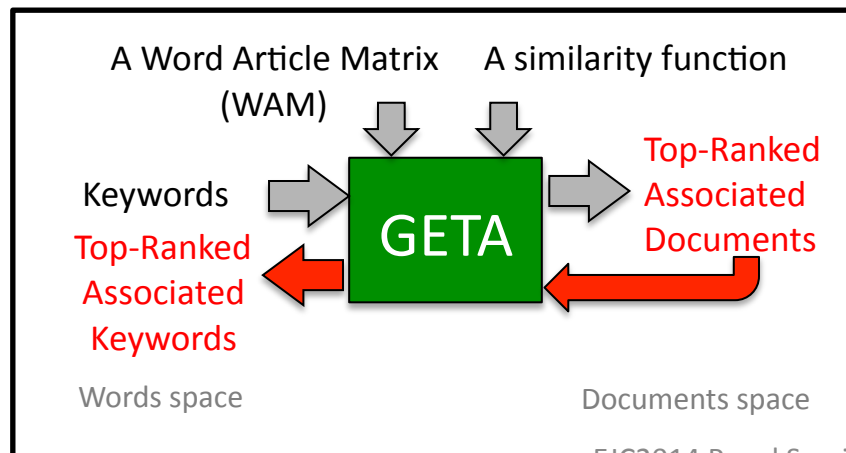 A Word Article Matrix
(WAM)
A similarity function
Keywords
GETA
Top-Ranked
Associated
Documents
Top-Ranked
Associated
Keywords
Words space
Documents space